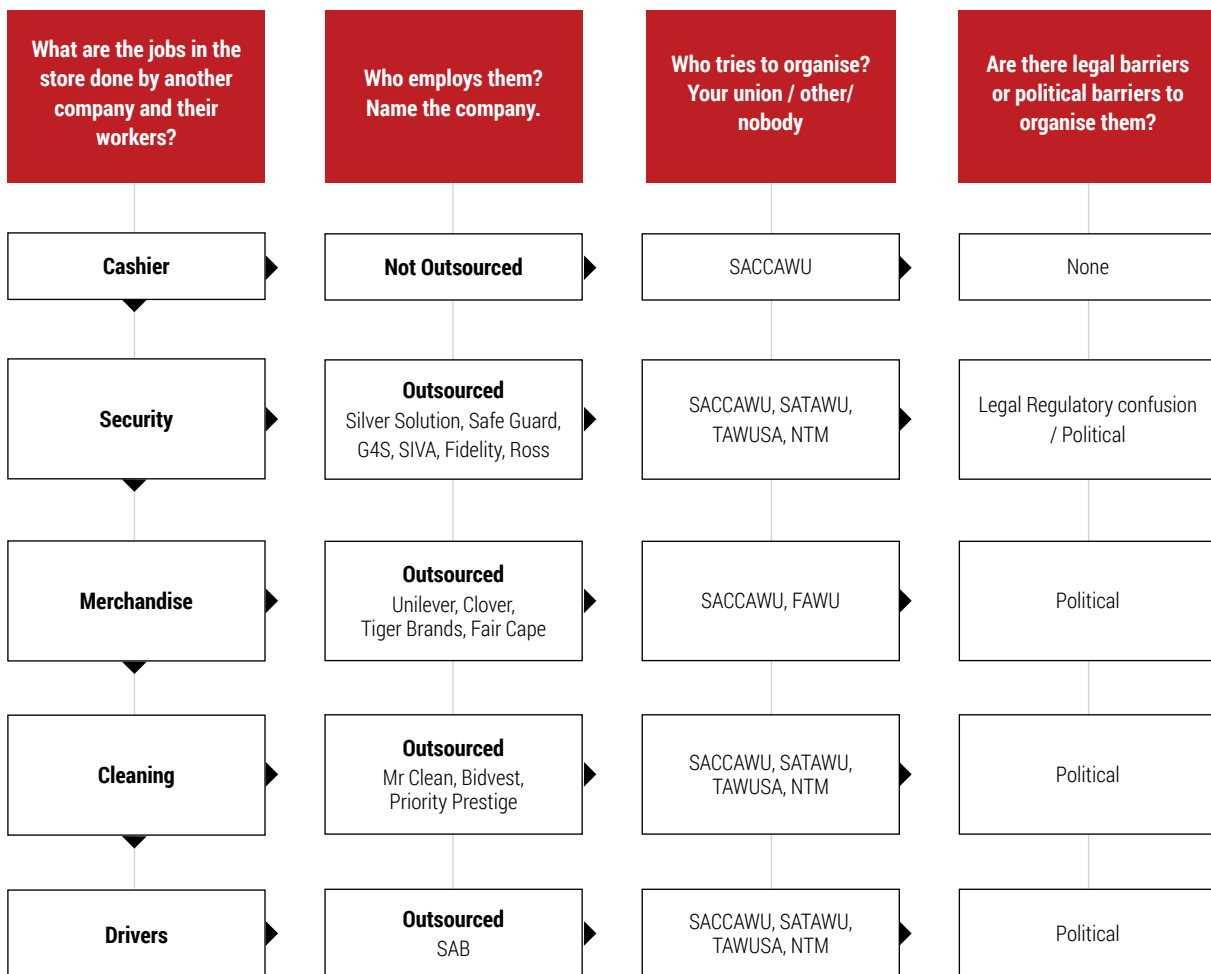 What are the jobs in the
store done by another
company and their
workers?
Who employs them?
Name the company.
Who tries to organise?
Your union / other/
nobody
Are there legal barriers
or political barriers to
organise them?
Cashier
Not Outsourced
SACCAWU
None
Security
Outsourced
Silver Solution, Safe Guard,
G4S, SIVA, Fidelity, Ross
SACCAWU, SATAWU,
TAWUSA, NTM
Legal Regulatory confusion
/ Political
Merchandise
Outsourced
Unilever, Clover,
Tiger Brands, Fair Cape
SACCAWU, FAWU
Political
Cleaning
Outsourced
Mr Clean, Bidvest,
Priority Prestige
SACCAWU, SATAWU,
TAWUSA, NTM
Political
Drivers
Outsourced
SAB
SACCAWU, SATAWU,
TAWUSA, NTM
Political